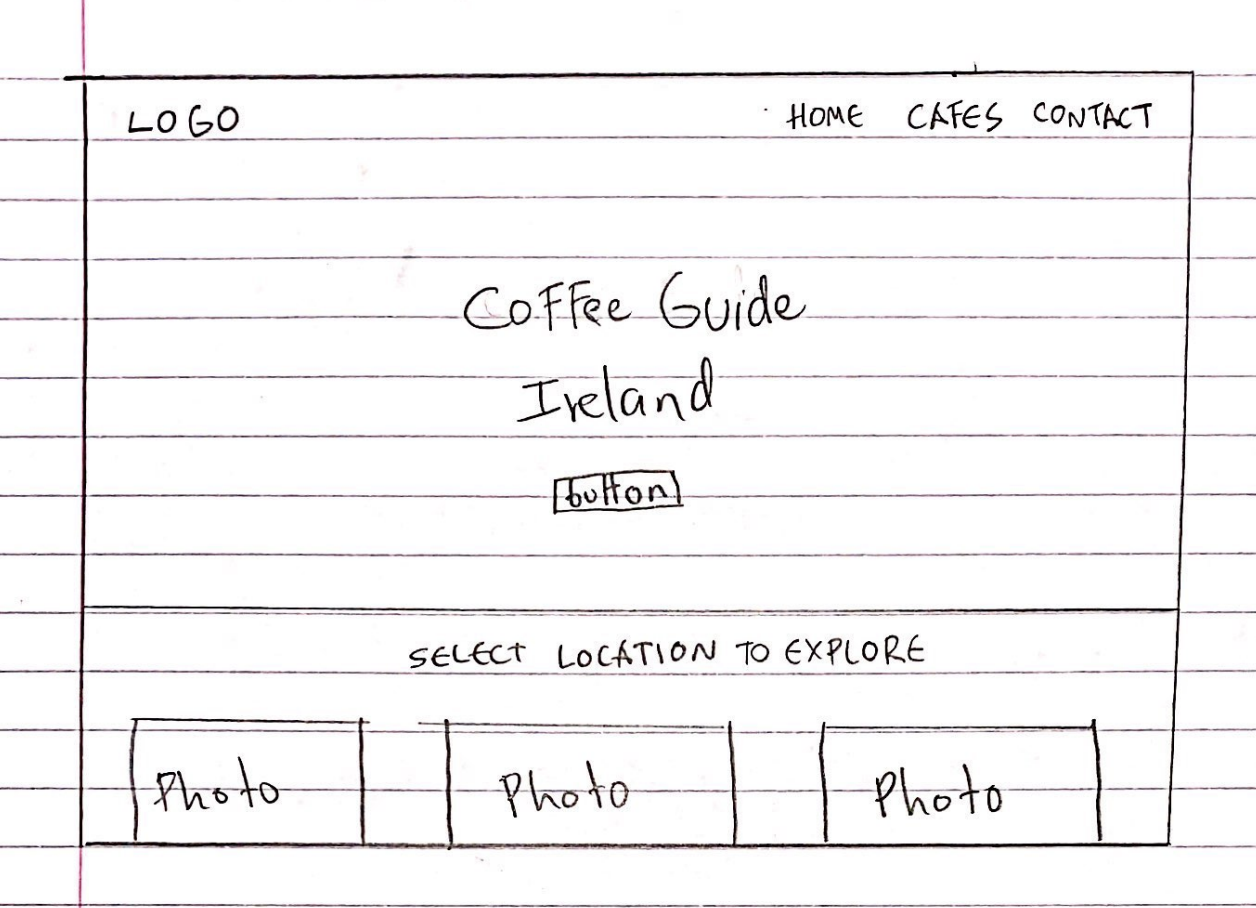 LOGO HOME CAFES CONTACT
Coffee Guide
Ireland
button
SELECT LOCATION TO EXPLORE
Photo Photo Photo